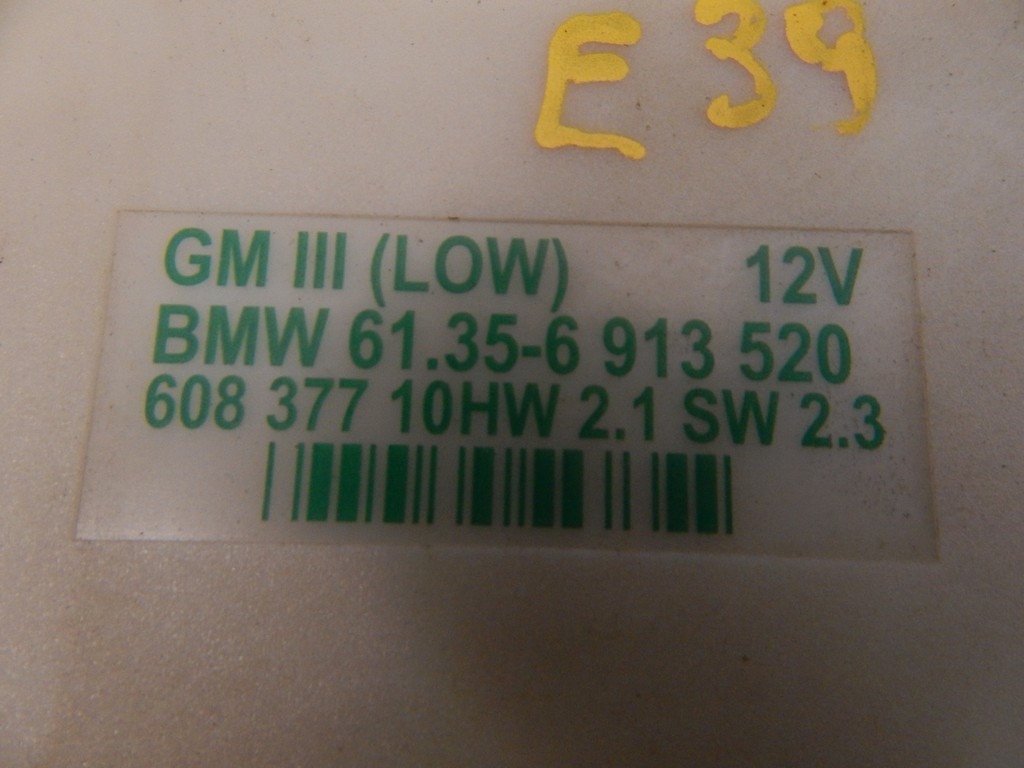 E39
GM III (LOW) 12V
BMW 61.35-6 913 520
608 377 10HW 2.1 SW 2.3